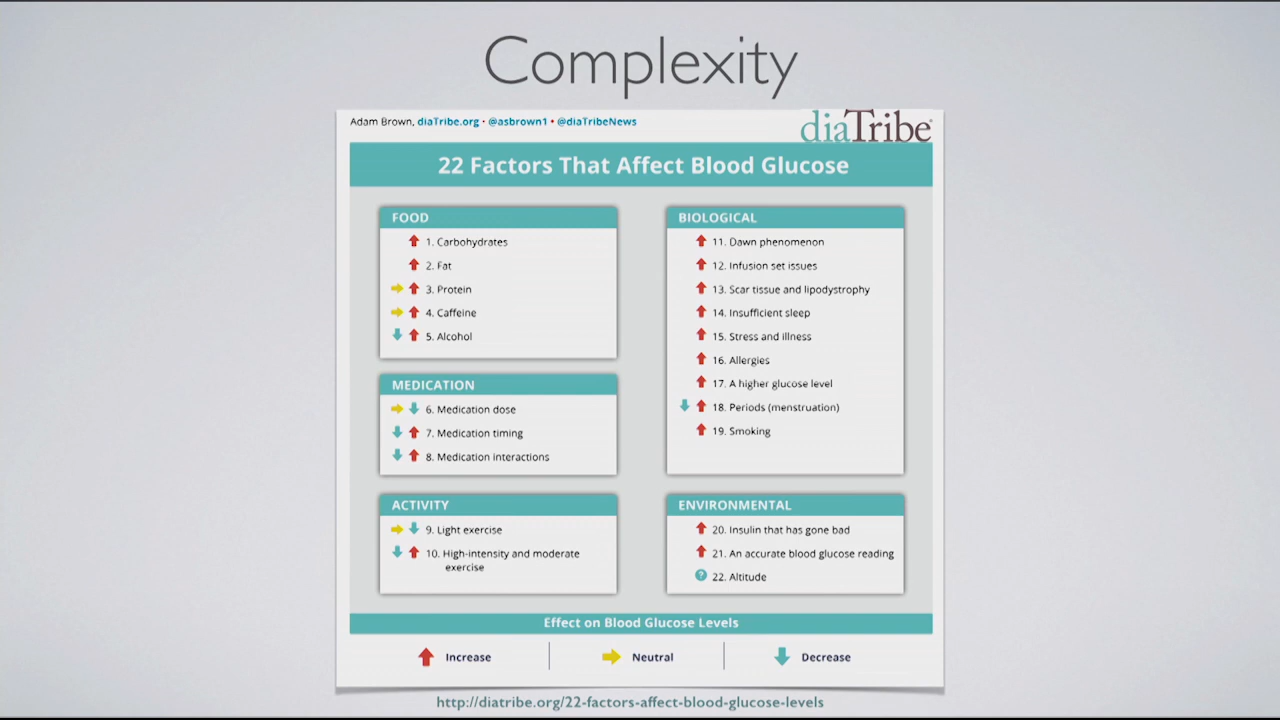 Complexity
Adam Brown, diaTribe.org • @asbrown1 • @diaTribeNews
diaTribe®
22 Factors That Affect Blood Glucose
FOOD
1. Carbohydrates
2. Fat
3. Protein
4. Caffeine
5. Alcohol
MEDICATION
6. Medication dose
7. Medication timing
8. Medication interactions
ACTIVITY
9. Light exercise
10. High-intensity and moderate
exercise
BIOLOGICAL
11. Dawn phenomenon
12. Infusion set issues
13. Scar tissue and lipodystrophy
14. Insufficient sleep
15. Stress and illness
16. Allergies
17. A higher glucose level
18. Periods (menstruation)
19. Smoking
ENVIRONMENTAL
20. Insulin that has gone bad
21. An accurate blood glucose reading
? 22. Altitude
Effect on Blood Glucose Levels
Increase
Neutral
Decrease
http://diatribe.org/22-factors-affect-blood-glucose-levels